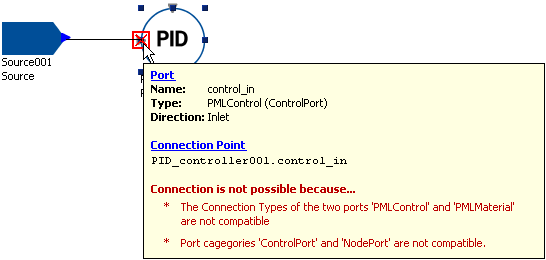 PID
Source001
Source
P
P
Port
Name: control_in
Type: PMLControl (ControlPort)
Direction: Inlet
Connection Point
PID_controller001.control_in
Connection is not possible because...
* The Connection Types of the two ports 'PMLControl' and 'PMLMaterial'
are not compatible
* Port cagegories 'ControlPort' and 'NodePort' are not compatible.